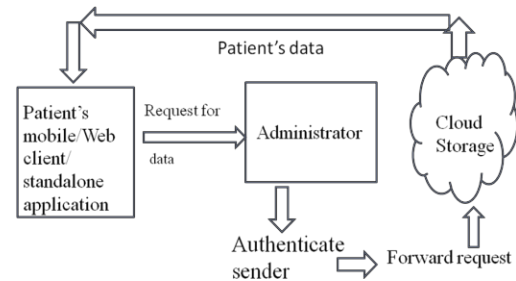 Patient's data
Patient's
mobile/Web
client/
standalone
application
Request for
data
Administrator
Cloud
Storage
Authenticate
sender
Forward request